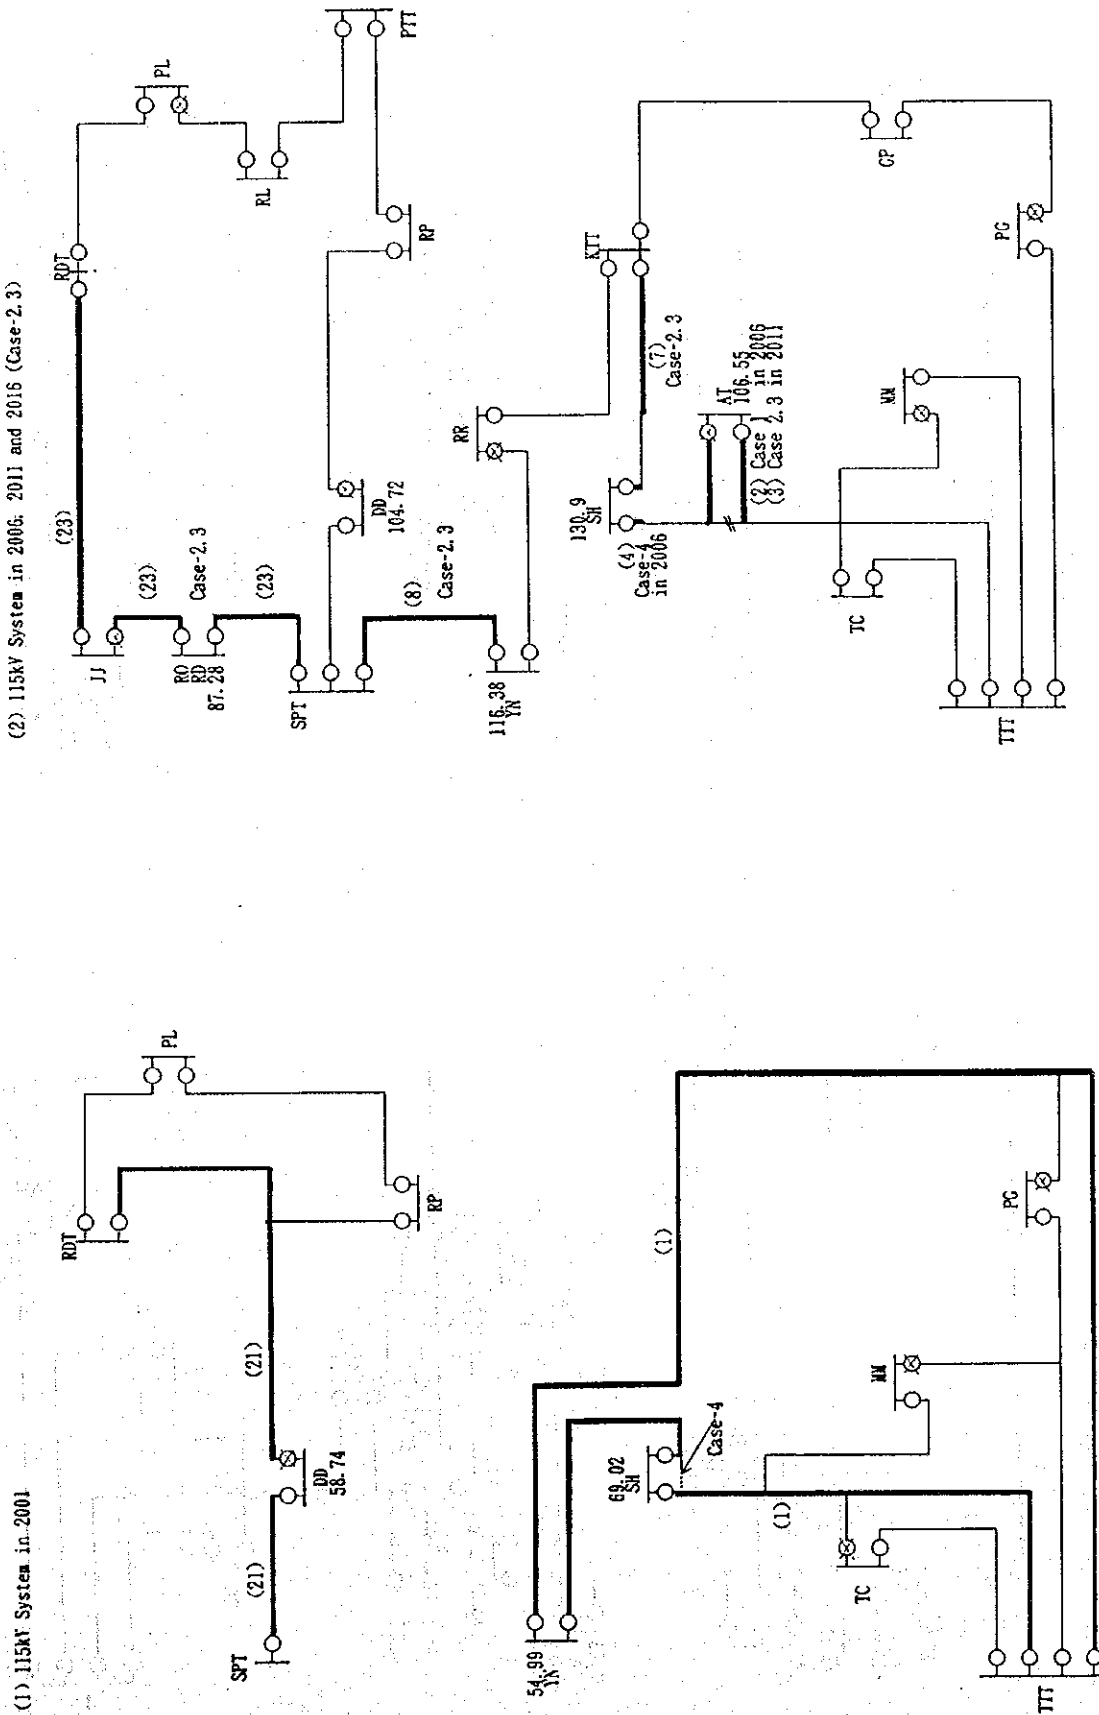 (1) 115kV System in 2001
SPT
(21)
DD
58.74
(21)
RDT
PL
RP
54.99
YN
69.02
SH
Case-4
(1)
(1)
MM
TC
PG
TTT
(2) 115kV System in 2006, 2011 and 2016 (Case-2.3)
(23)
JJ
(23)
RO
RD
87.28
Case-2.3
(23)
SPT
RDT
PL
RL
PTT
RP
DD
104.72
(8)
Case-2.3
116.38
YN
RR
KTT
(7)
Case-2.3
130.9
SH
(4)
Case-4
in 2006
AT
106.55
(2) Case 1 in 2006
(3) Case 2.3 in 2011
MM
TC
CP
PG
TTT